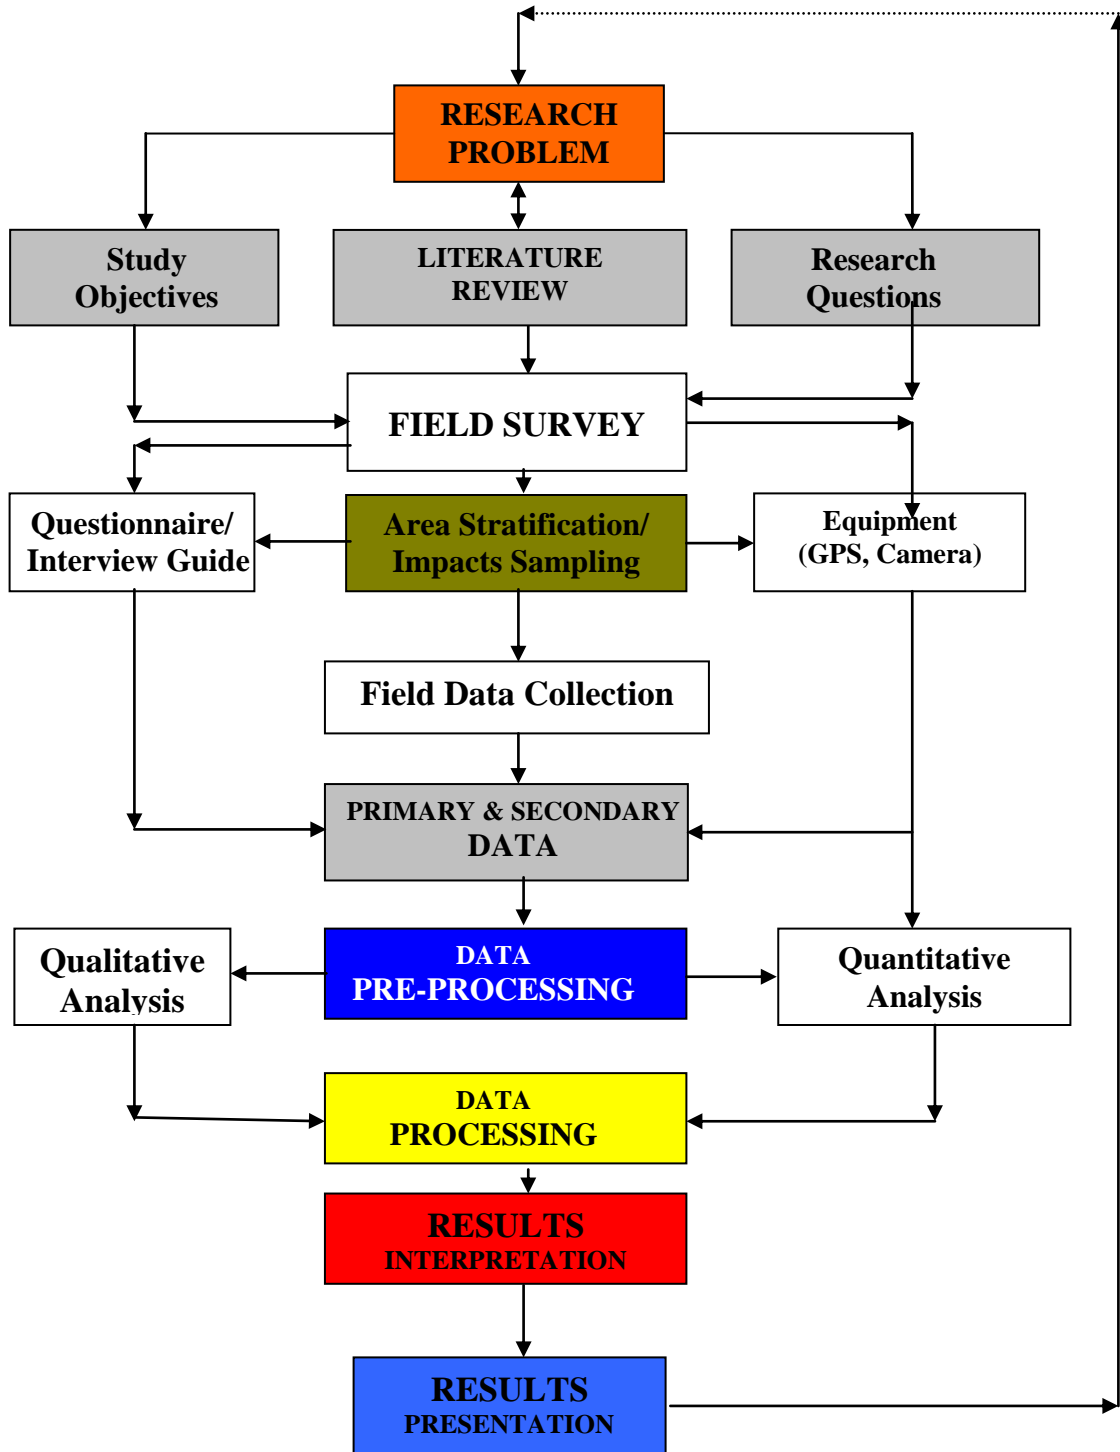 RESEARCH
PROBLEM
Study
Objectives
LITERATURE
REVIEW
Research
Questions
FIELD SURVEY
Questionnaire/
Interview Guide
Area Stratification/
Impacts Sampling
Equipment
(GPS, Camera)
Field Data Collection
PRIMARY & SECONDARY
DATA
Qualitative
Analysis
DATA
PRE-PROCESSING
Quantitative
Analysis
DATA
PROCESSING
RESULTS
INTERPRETATION
RESULTS
PRESENTATION